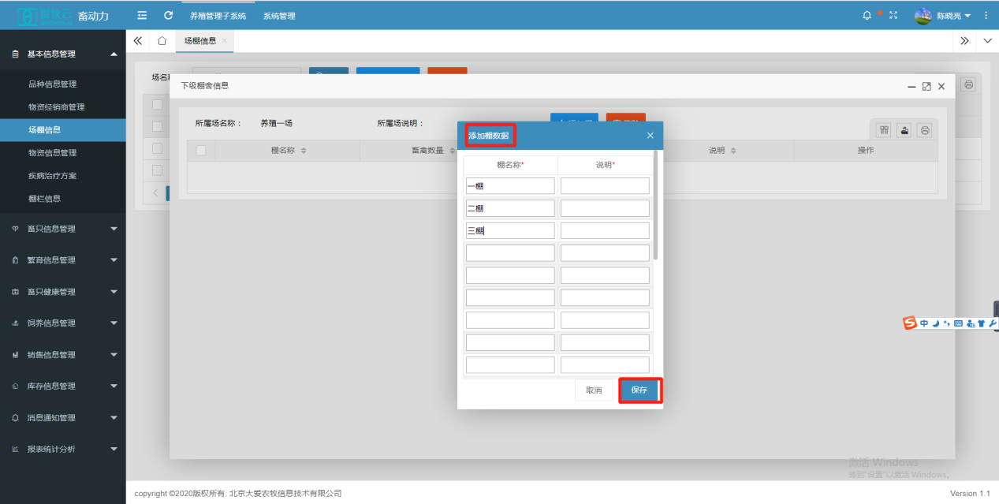 畜动力
养殖管理子系统
系统管理
陈晓亮
基本信息管理
品种信息管理
物资经销商管理
场棚信息
物资信息管理
疾病治疗方案
棚栏信息
畜只信息管理
繁育信息管理
畜只健康管理
饲养信息管理
销售信息管理
库存信息管理
消息通知管理
报表统计分析
场棚信息
场名
下级棚舍信息
所属场名称：
养殖一场
所属场说明：
棚名称
畜禽数量
说明
操作
添加棚数据
棚名称*
说明*
一棚
二棚
三棚
取消
保存
中
激活 Windows
转到"设置"以激活 Windows。
copyright ©2020版权所有: 北京大爱农牧信息技术有限公司
Version 1.1